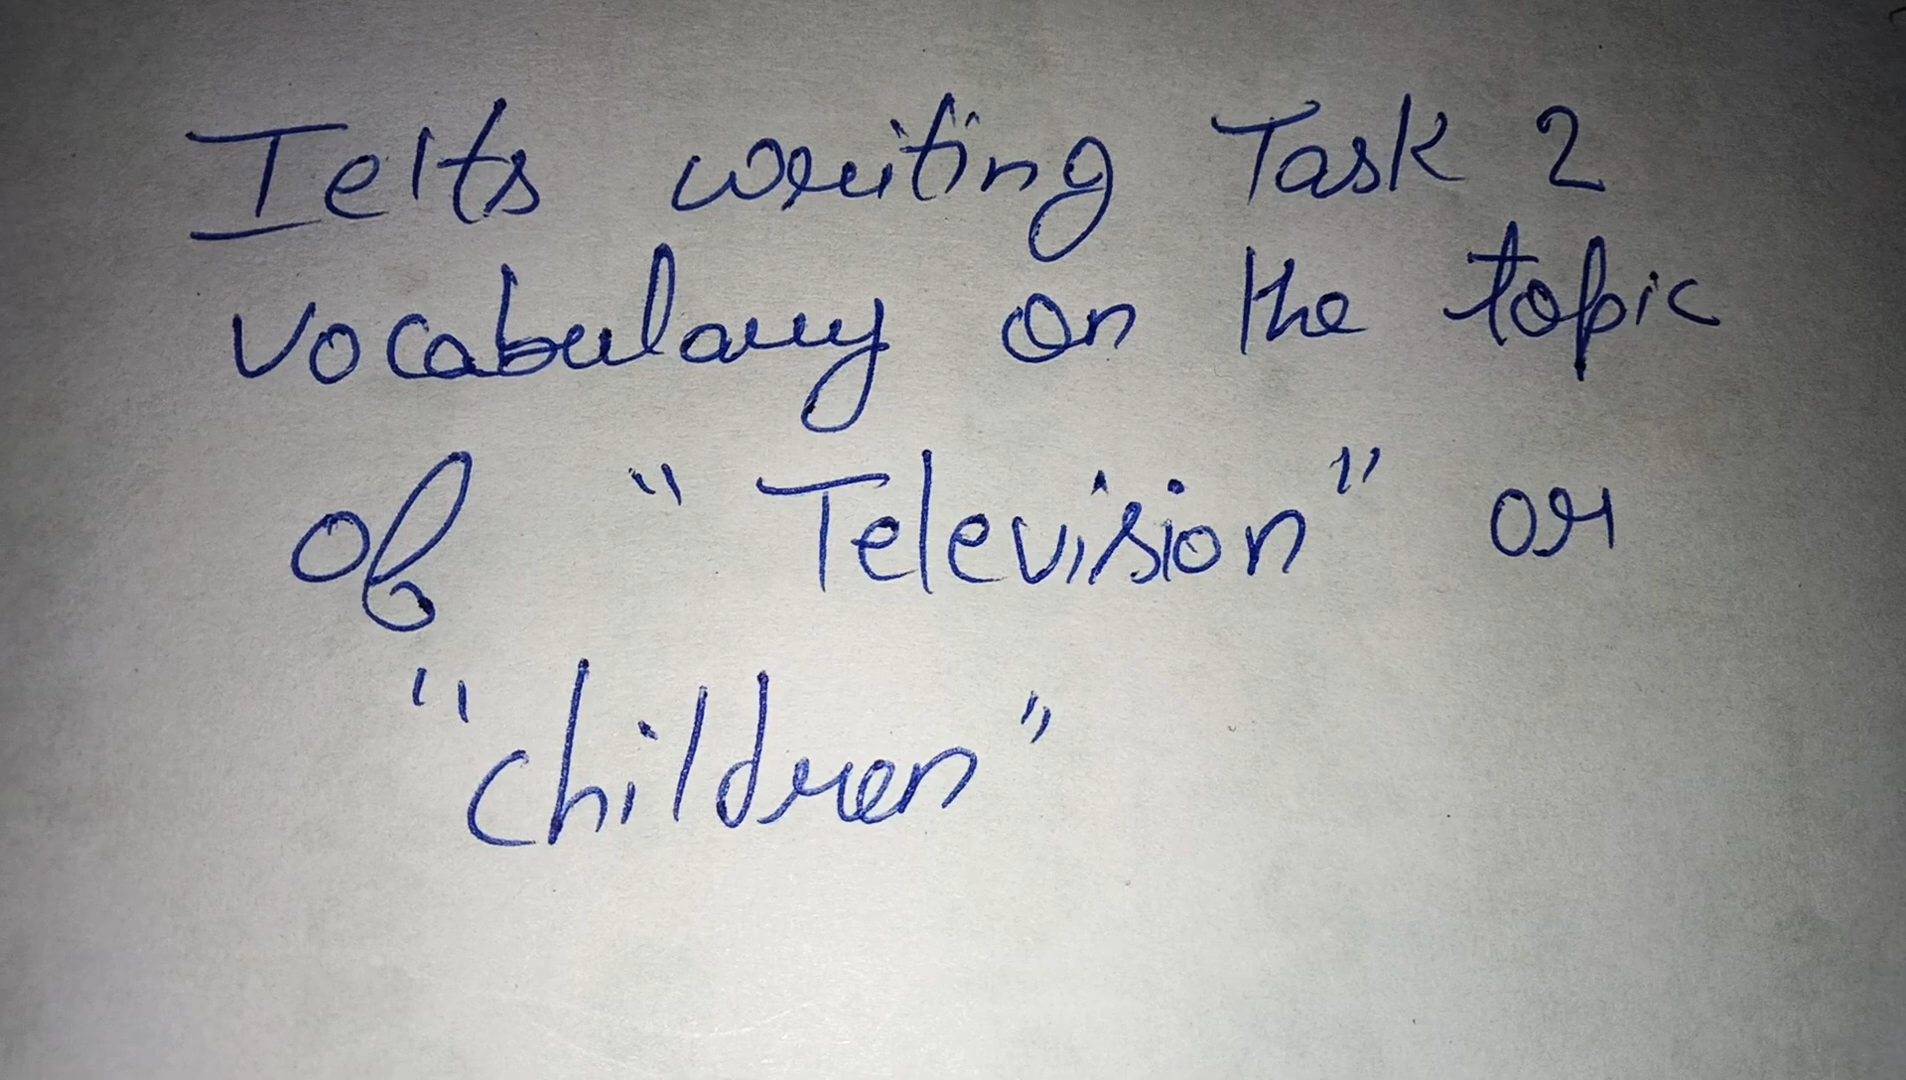 Ielts writing Task 2
vocabulary on the topic
of "Television" or
"children"